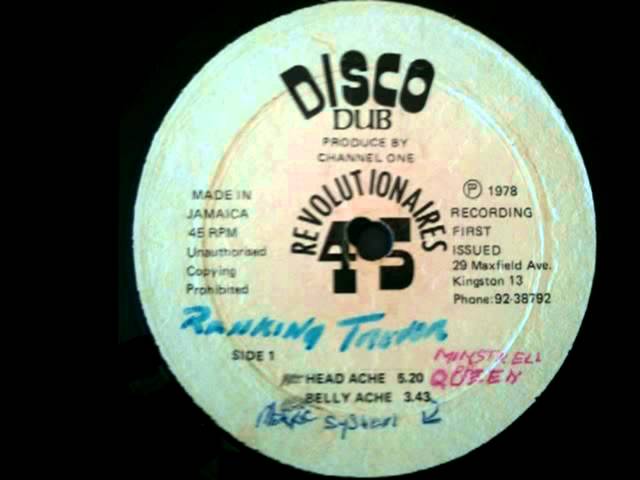 DISCO
DUB
PRODUCE BY
CHANNEL ONE
REVOLUTIONAIRES
45
MADE IN
JAMAICA
45 RPM
Unauthorised
Copying
Prohibited
℗ 1978
RECORDING
FIRST
ISSUED
29 Maxfield Ave.
Kingston 13
Phone:92-38792
RANKING
SIDE 1
HEAD ACHE 5.20
BELLY ACHE 3.43
QUEEN
System